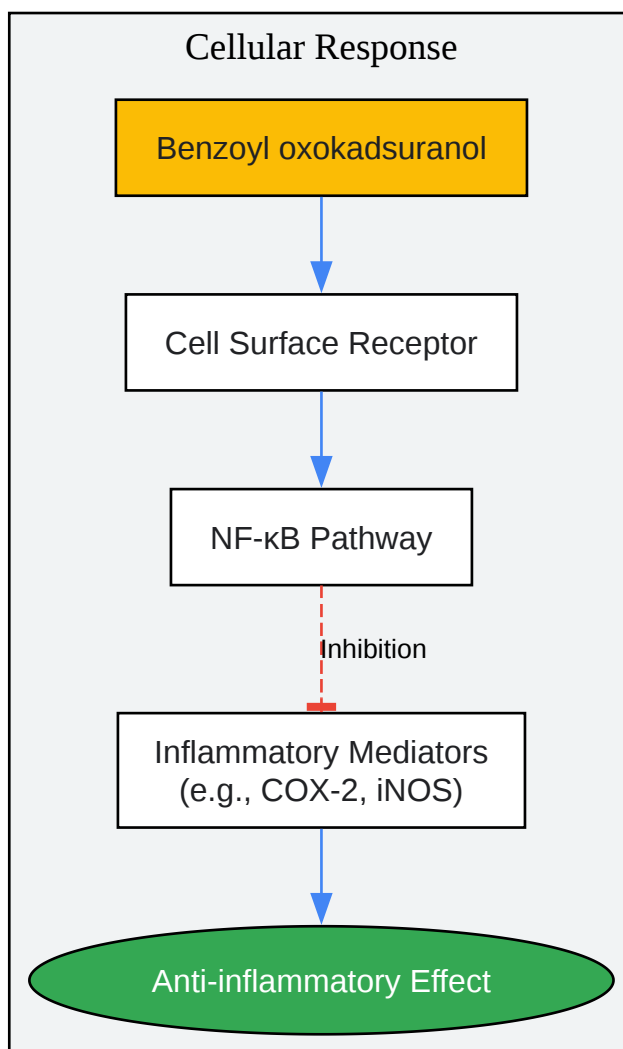 Cellular Response
Benzoyl oxokadsuranol
Cell Surface Receptor
NF-κB Pathway
Inhibition
Inflammatory Mediators
(e.g., COX-2, iNOS)
Anti-inflammatory Effect